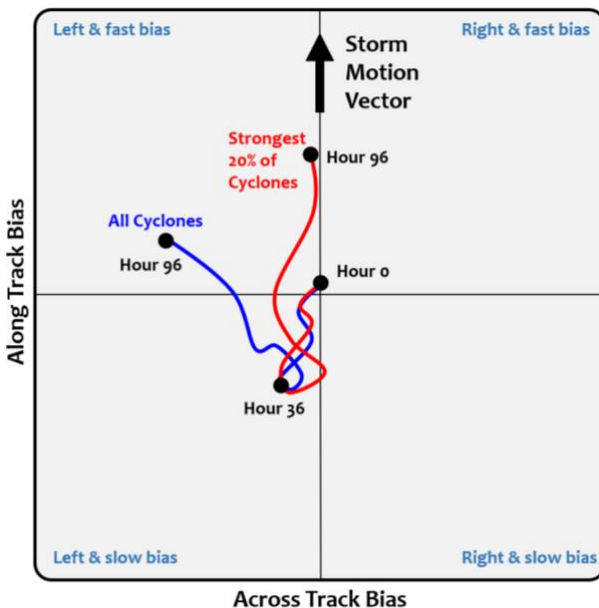 Left & fast bias
Right & fast bias
Storm
Motion
Vector
Strongest
20% of
Cyclones
Hour 96
All Cyclones
Hour 96
Hour 0
Hour 36
Left & slow bias
Right & slow bias
Along Track Bias
Across Track Bias